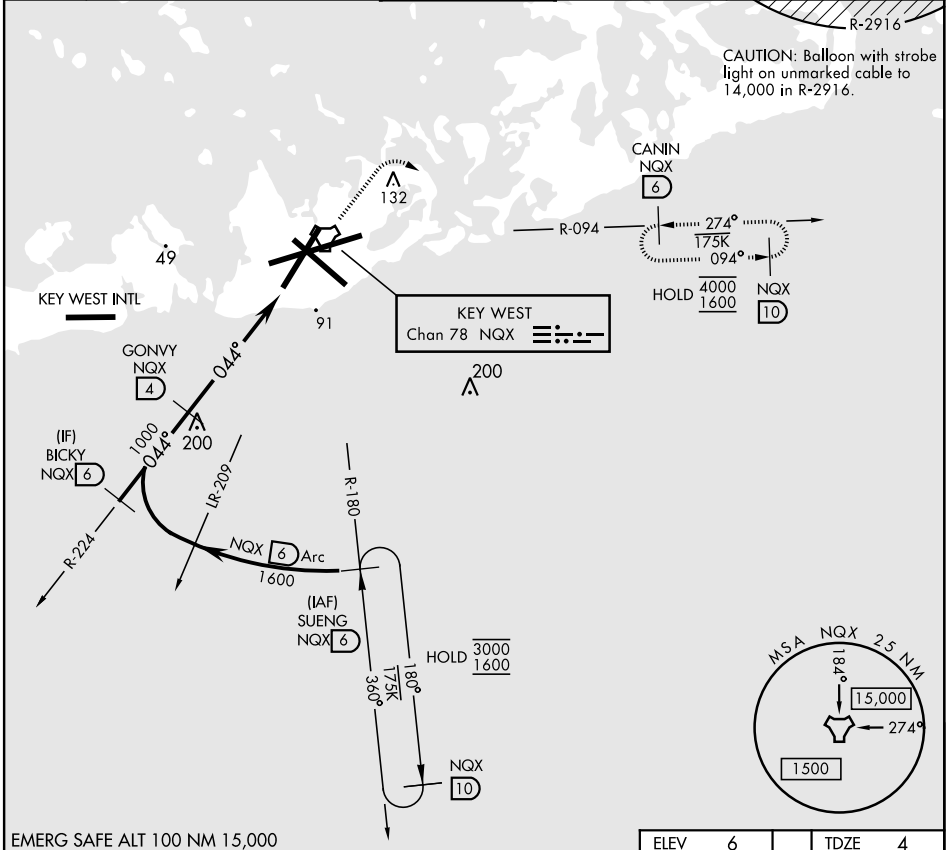 R-2916
CAUTION: Balloon with strobe
light on unmarked cable to
14,000 in R-2916.
CANIN
NQX
6
132
R-094
274°
175K
094°
HOLD 4000
1600
NQX
10
49
KEY WEST INTL
91
KEY WEST
Chan 78 NQX
GONVY
NQX
4
044°
200
200
1000
044°
(IF)
BICKY
NQX 6
LR-209
R-180
R-224
NQX 6 Arc
1600
(IAF)
SUENG
NQX 6
HOLD 3000
1600
175K
180°
360°
NQX
10
MSA NQX 25 NM
184°
15,000
274°
1500
EMERG SAFE ALT 100 NM 15,000
ELEV 6 TDZE 4